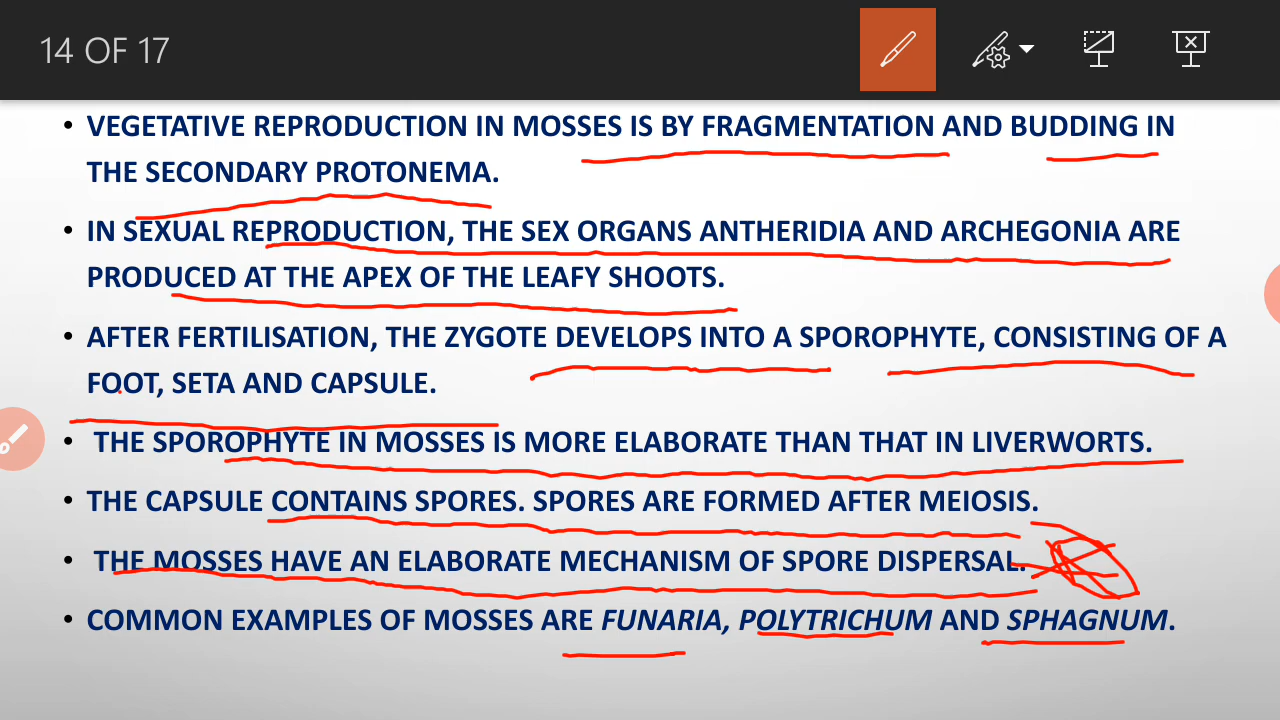 14 OF 17
• VEGETATIVE REPRODUCTION IN MOSSES IS BY FRAGMENTATION AND BUDDING IN
THE SECONDARY PROTONEMA.
• IN SEXUAL REPRODUCTION, THE SEX ORGANS ANTHERIDIA AND ARCHEGONIA ARE
PRODUCED AT THE APEX OF THE LEAFY SHOOTS.
• AFTER FERTILISATION, THE ZYGOTE DEVELOPS INTO A SPOROPHYTE, CONSISTING OF A
FOOT, SETA AND CAPSULE.
• THE SPOROPHYTE IN MOSSES IS MORE ELABORATE THAN THAT IN LIVERWORTS.
• THE CAPSULE CONTAINS SPORES. SPORES ARE FORMED AFTER MEIOSIS.
• THE MOSSES HAVE AN ELABORATE MECHANISM OF SPORE DISPERSAL.
• COMMON EXAMPLES OF MOSSES ARE FUNARIA, POLYTRICHUM AND SPHAGNUM.